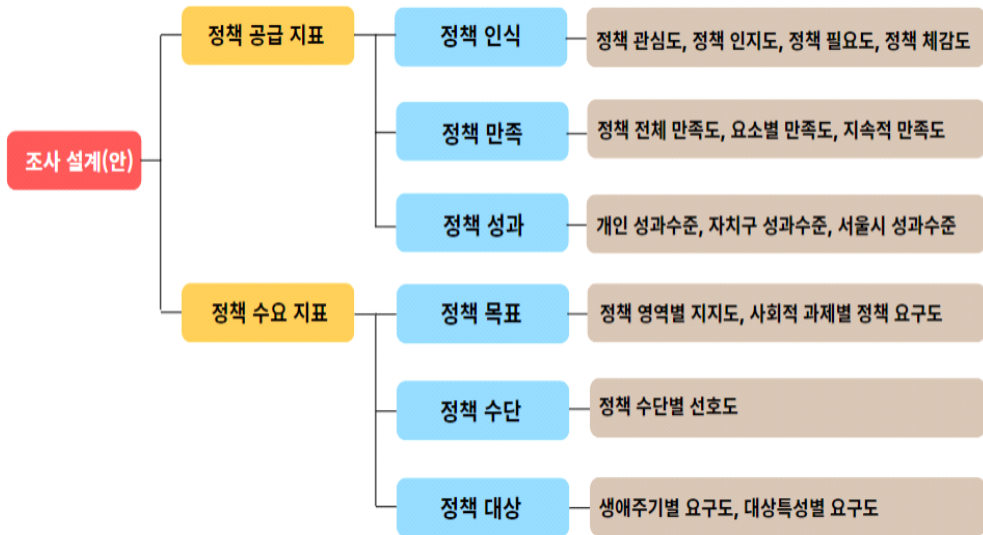 조사 설계(안)
정책 공급 지표
정책 인식
정책 관심도, 정책 인지도, 정책 필요도, 정책 체감도
정책 만족
정책 전체 만족도, 요소별 만족도, 지속적 만족도
정책 성과
개인 성과수준, 자치구 성과수준, 서울시 성과수준
정책 수요 지표
정책 목표
정책 영역별 지지도, 사회적 과제별 정책 요구도
정책 수단
정책 수단별 선호도
정책 대상
생애주기별 요구도, 대상특성별 요구도